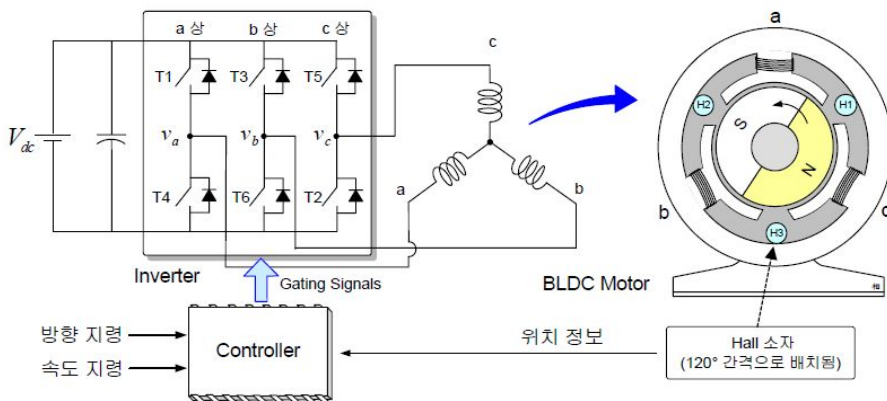 a 상 b 상 c 상
T1 T3 T5
V_dc
v_a v_b v_c
T4 T6 T2
c
a b
Inverter
Gating Signals
방향 지령
속도 지령
Controller
위치 정보
a
H2 H1
S
N
b c
H3
BLDC Motor
Hall 소자
(120° 간격으로 배치됨)